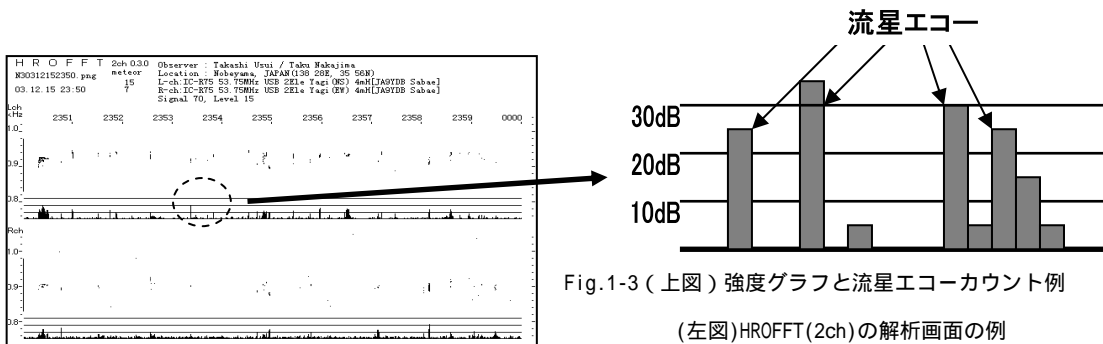 HROFFT 2ch 0.3.0 Observer : Takashi Usui / Taku Nakajima
N30312152350.png meteor Location : Nobeyama, JAPAN(138 28E, 35 56N)
15 L-ch:IC-R75 53.75MHz USB 2Ele Yagi(NS) 4mH[JA9YDB Sabae]
03.12.15 23:50 7 R-ch:IC-R75 53.75MHz USB 2Ele Yagi(EW) 4mH[JA9YDB Sabae]
Signal 70, Level 15
Lch
kHz 2351 2352 2353 2354 2355 2356 2357 2358 2359 0000
1.0
0.9
0.8
Rch
1.0
0.9
0.8
流星エコー
30dB
20dB
10dB
Fig.1-3(上図)強度グラフと流星エコーカウント例
(左図)HROFFT(2ch)の解析画面の例